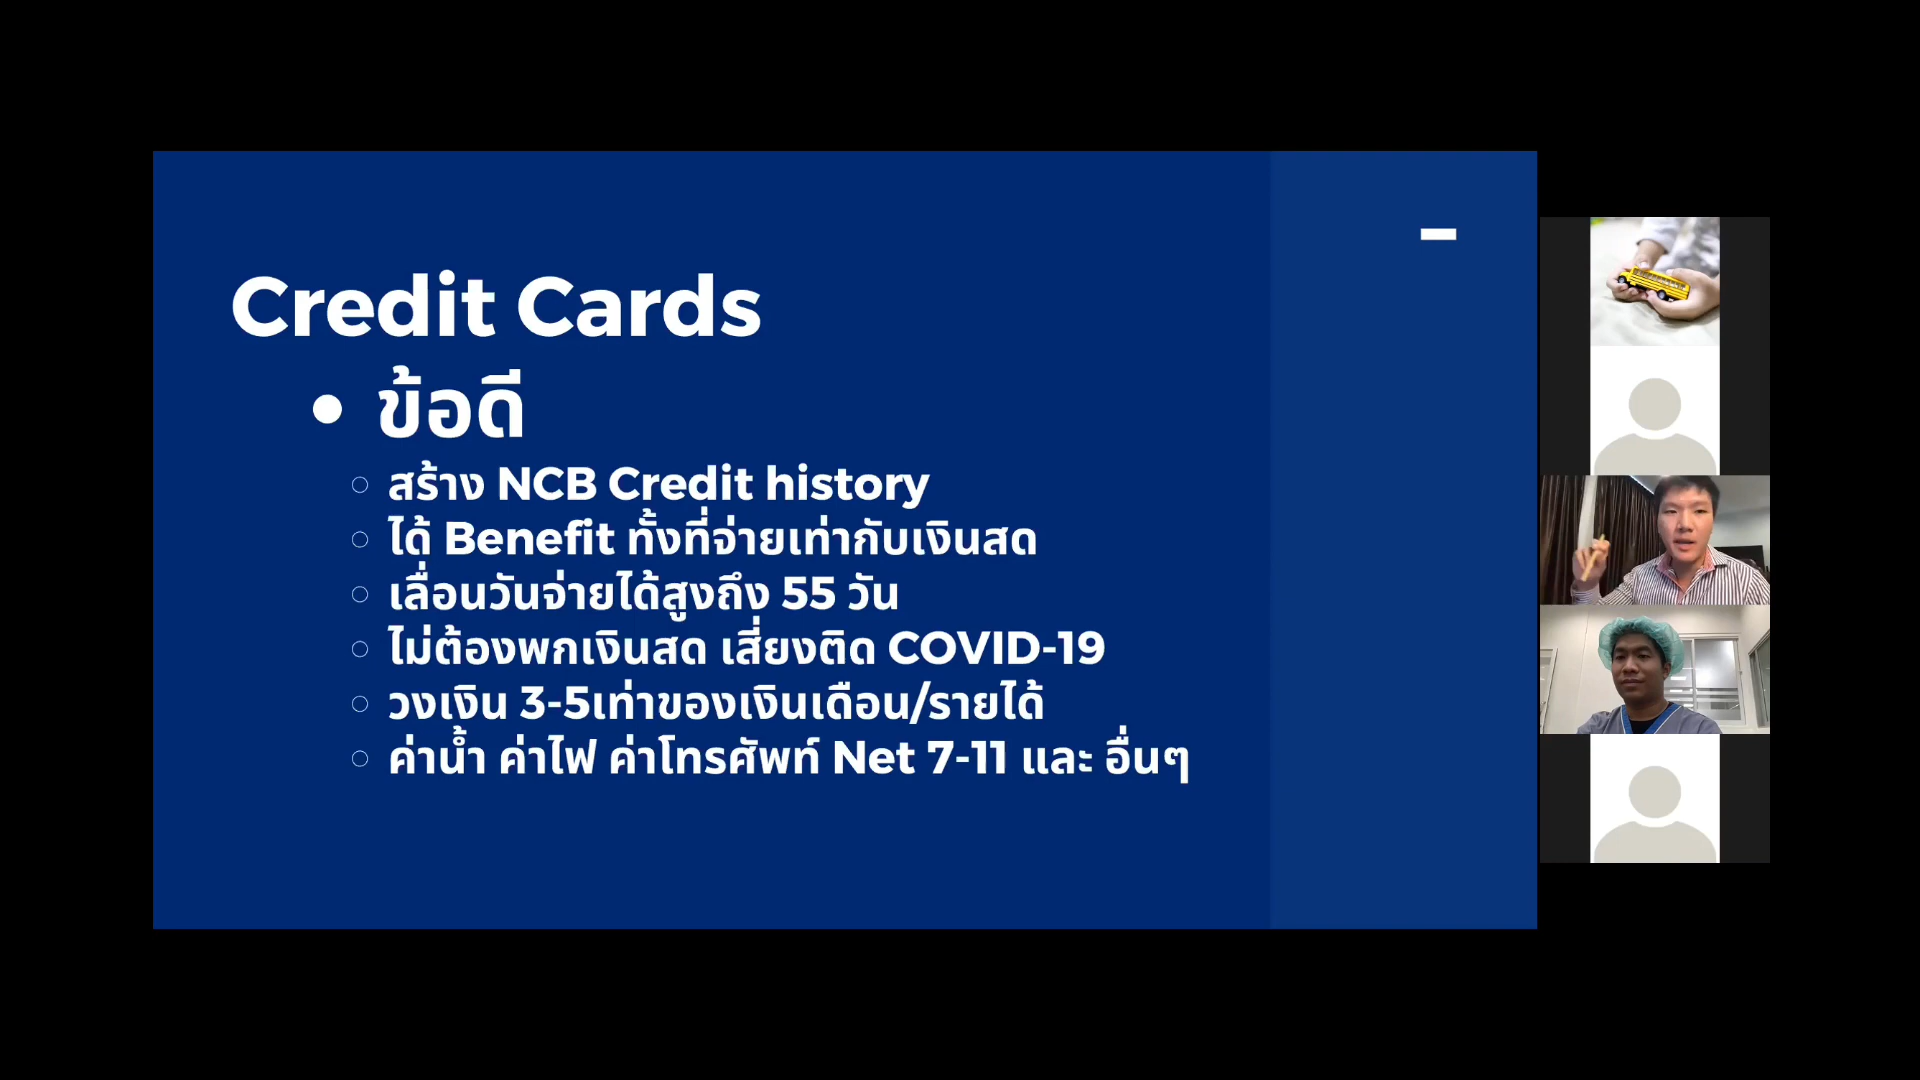 Credit Cards
• ข้อดี
○ สร้าง NCB Credit history
○ ได้ Benefit ทั้งที่จ่ายเท่ากับเงินสด
○ เลื่อนวันจ่ายได้สูงถึง 55 วัน
○ ไม่ต้องพกเงินสด เสี่ยงติด COVID-19
○ วงเงิน 3-5เท่าของเงินเดือน/รายได้
○ ค่าน้ำ ค่าไฟ ค่าโทรศัพท์ Net 7-11 และ อื่นๆ